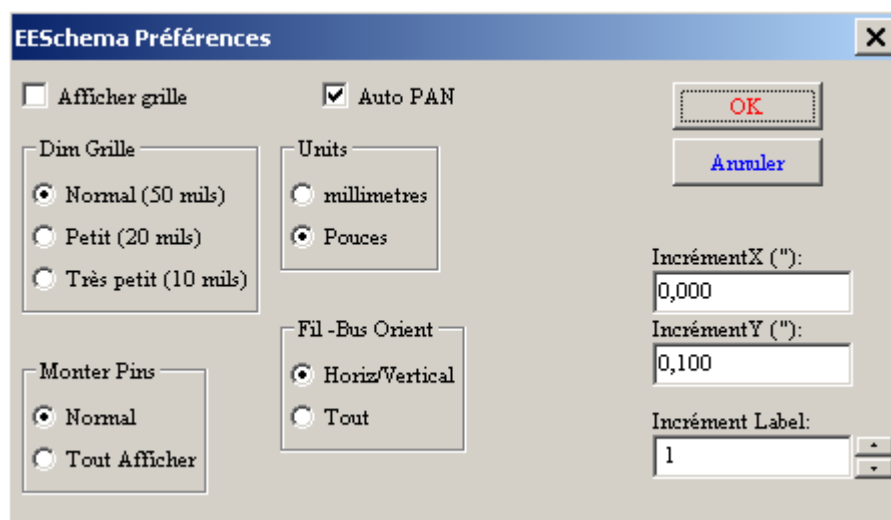 EESchema Préférences
Afficher grille
Auto PAN
OK
Annuler
Dim Grille
Normal (50 mils)
Petit (20 mils)
Très petit (10 mils)
Units
millimetres
Pouces
IncrémentX ("):
0,000
IncrémentY ("):
0,100
Fil -Bus Orient
Horiz/Vertical
Tout
Monter Pins
Normal
Tout Afficher
Incrément Label:
1